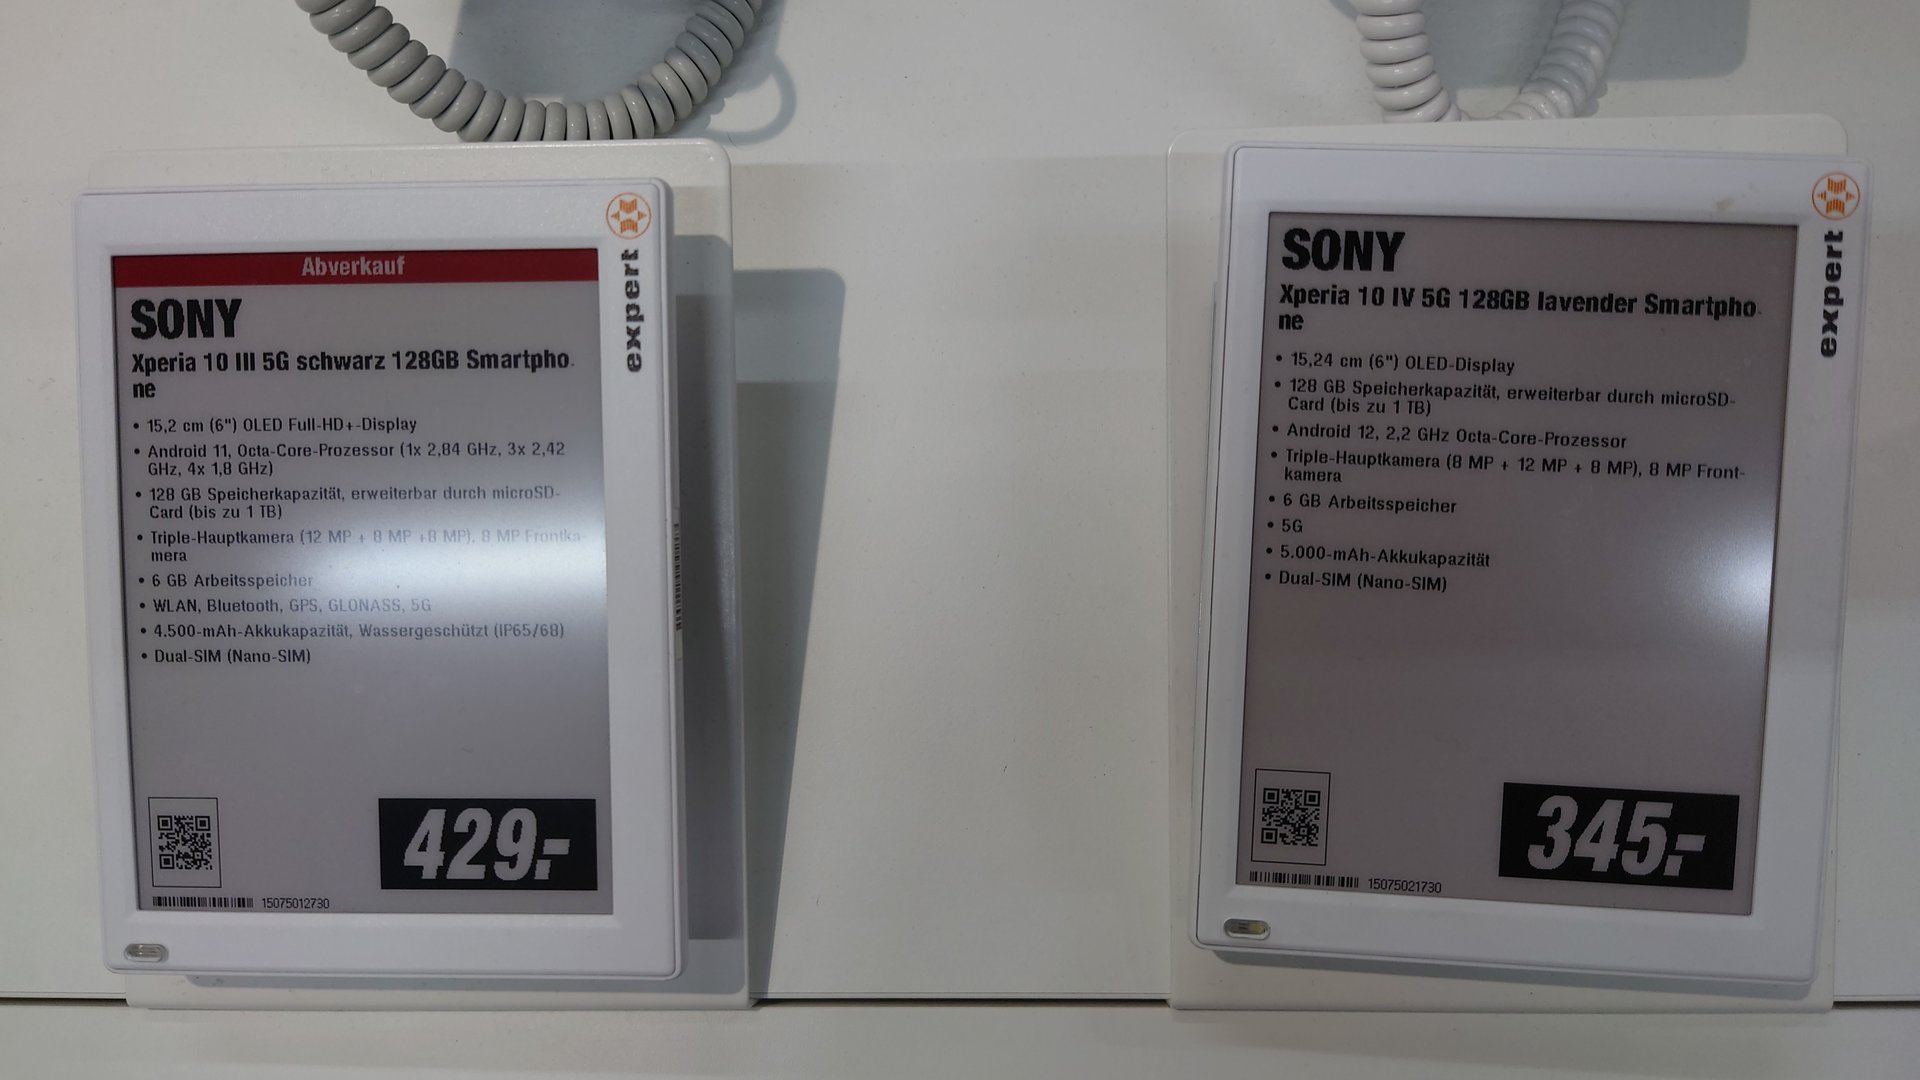 Abverkauf
SONY
Xperia 10 III 5G schwarz 128GB Smartpho-
ne
• 15,2 cm (6") OLED Full-HD+-Display
• Android 11, Octa-Core-Prozessor (1x 2,84 GHz, 3x 2,42
GHz, 4x 1,8 GHz)
• 128 GB Speicherkapazität, erweiterbar durch microSD-
Card (bis zu 1 TB)
• Triple-Hauptkamera (12 MP + 8 MP +8 MP), 8 MP Frontka-
mera
• 6 GB Arbeitsspeicher
• WLAN, Bluetooth, GPS, GLONASS, 5G
• 4.500-mAh-Akkukapazität, Wassergeschützt (IP65/68)
• Dual-SIM (Nano-SIM)
429.-
15075012730
expert
SONY
Xperia 10 IV 5G 128GB lavender Smartpho-
ne
• 15,24 cm (6") OLED-Display
• 128 GB Speicherkapazität, erweiterbar durch microSD-
Card (bis zu 1 TB)
• Android 12, 2,2 GHz Octa-Core-Prozessor
• Triple-Hauptkamera (8 MP + 12 MP + 8 MP), 8 MP Front-
kamera
• 6 GB Arbeitsspeicher
• 5G
• 5.000-mAh-Akkukapazität
• Dual-SIM (Nano-SIM)
345.-
15075021730
expert